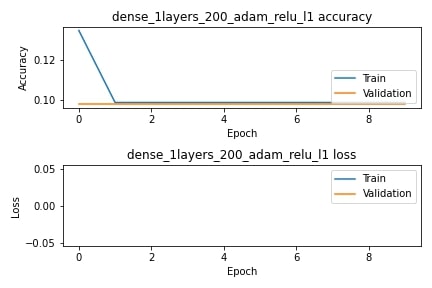 dense_1layers_200_adam_relu_l1 accuracy
0.12
0.10
Accuracy
Train
Validation
0 2 4 6 8
Epoch
dense_1layers_200_adam_relu_l1 loss
0.05
0.00
−0.05
Loss
Train
Validation
0 2 4 6 8
Epoch